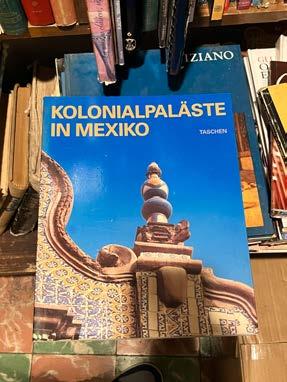 IZIANO
KOLONIALPALÄSTE
IN MEXIKO
TASCHEN